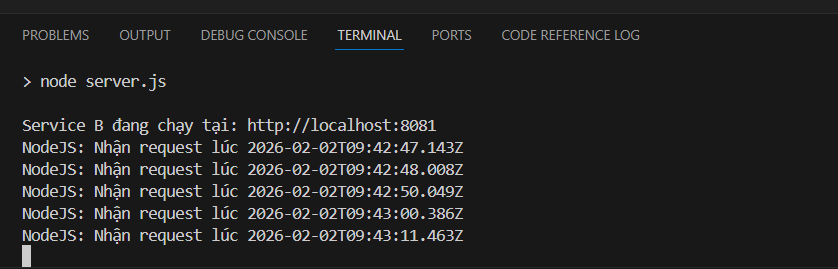 PROBLEMS OUTPUT DEBUG CONSOLE TERMINAL PORTS CODE REFERENCE LOG
> node server.js
Service B đang chạy tại: http://localhost:8081
NodeJS: Nhận request lúc 2026-02-02T09:42:47.143Z
NodeJS: Nhận request lúc 2026-02-02T09:42:48.008Z
NodeJS: Nhận request lúc 2026-02-02T09:42:50.049Z
NodeJS: Nhận request lúc 2026-02-02T09:43:00.386Z
NodeJS: Nhận request lúc 2026-02-02T09:43:11.463Z